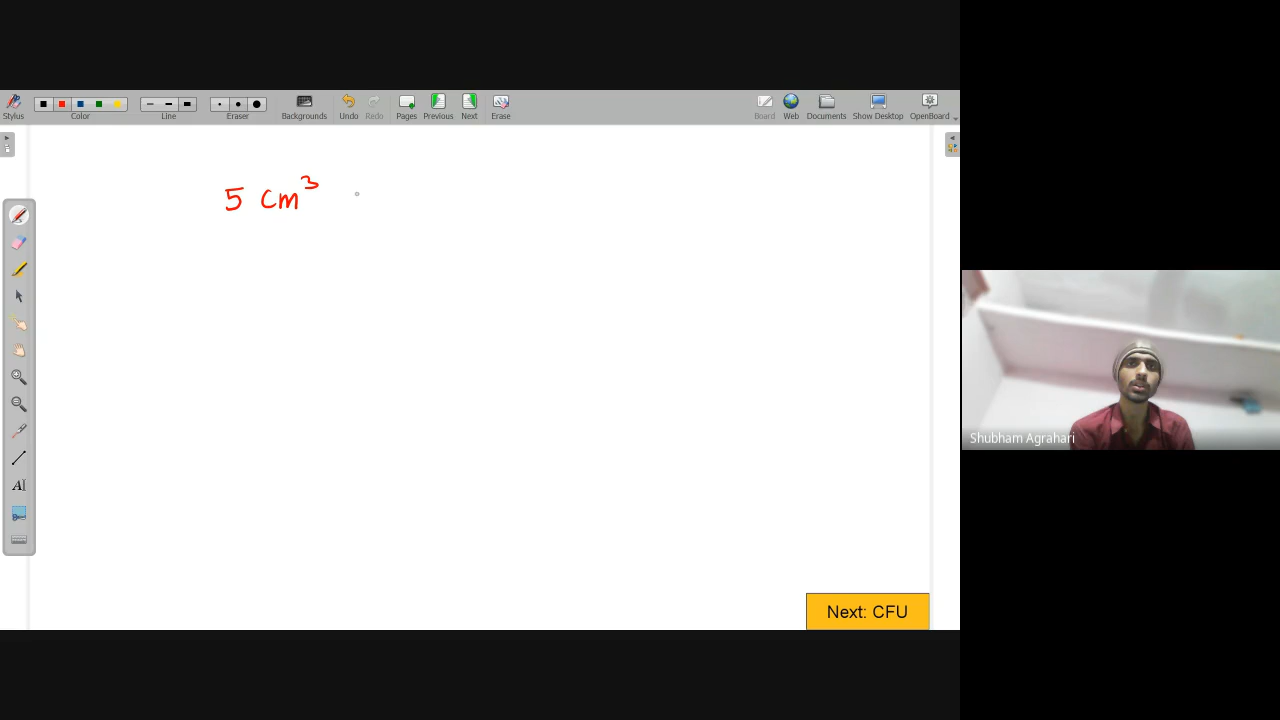 Stylus Color Line Eraser Backgrounds Undo Redo Pages Previous Next Erase Board Web Documents Show Desktop OpenBoard
5 cm³
A
Shubham Agrahari
Next: CFU